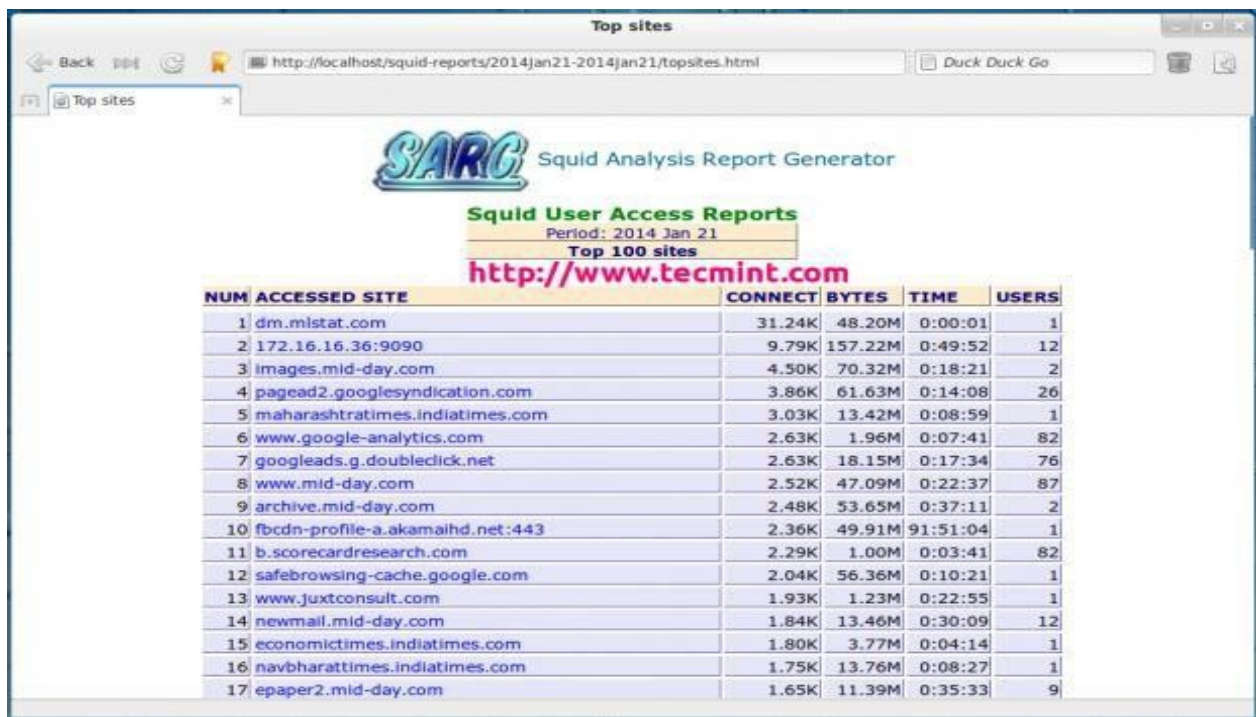 Top sites
Back
http://localhost/squid-reports/2014Jan21-2014Jan21/topsites.html
Duck Duck Go
Top sites
SARG Squid Analysis Report Generator
Squid User Access Reports
Period: 2014 Jan 21
Top 100 sites
http://www.tecmint.com
NUM ACCESSED SITE CONNECT BYTES TIME USERS
1 dm.mlstat.com 31.24K 48.20M 0:00:01 1
2 172.16.16.36:9090 9.79K 157.22M 0:49:52 12
3 images.mid-day.com 4.50K 70.32M 0:18:21 2
4 pagead2.googlesyndication.com 3.86K 61.63M 0:14:08 26
5 maharashtratimes.indiatimes.com 3.03K 13.42M 0:08:59 1
6 www.google-analytics.com 2.63K 1.96M 0:07:41 82
7 googleads.g.doubleclick.net 2.63K 18.15M 0:17:34 76
8 www.mid-day.com 2.52K 47.09M 0:22:37 87
9 archive.mid-day.com 2.48K 53.65M 0:37:11 2
10 fbcdn-profile-a.akamaihd.net:443 2.36K 49.91M 91:51:04 1
11 b.scorecardresearch.com 2.29K 1.00M 0:03:41 82
12 safebrowsing-cache.google.com 2.04K 56.36M 0:10:21 1
13 www.juxtconsult.com 1.93K 1.23M 0:22:55 1
14 newmail.mid-day.com 1.84K 13.46M 0:30:09 12
15 economictimes.indiatimes.com 1.80K 3.77M 0:04:14 1
16 navbharattimes.indiatimes.com 1.75K 13.76M 0:08:27 1
17 epaper2.mid-day.com 1.65K 11.39M 0:35:33 9